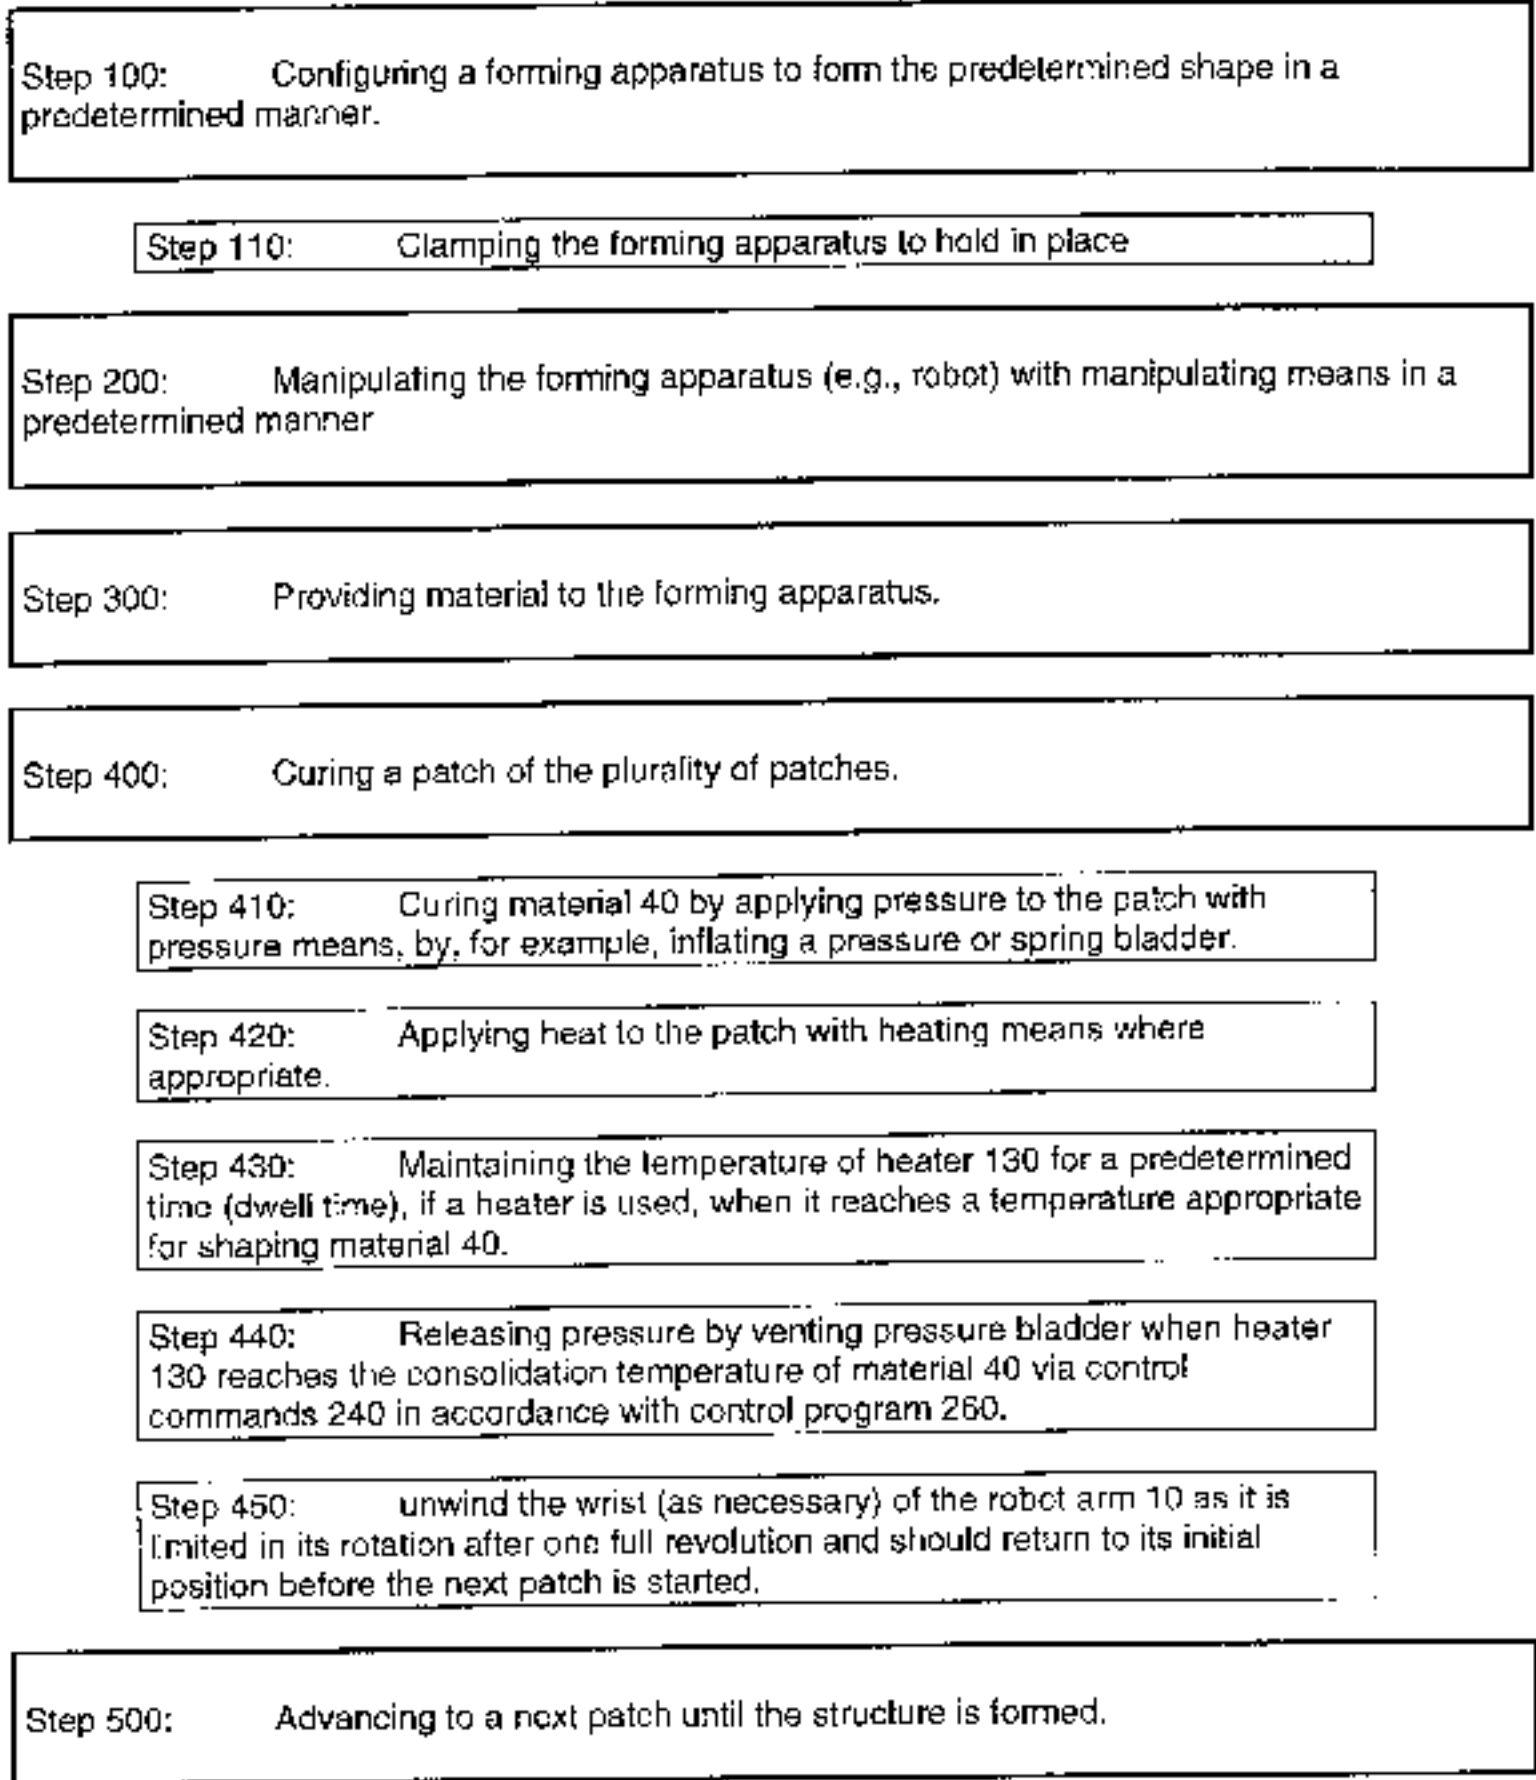 Step 100: Configuring a forming apparatus to form the predetermined shape in a
predetermined manner.
Step 110: Clamping the forming apparatus to hold in place
Step 200: Manipulating the forming apparatus (e.g., robot) with manipulating means in a
predetermined manner
Step 300: Providing material to the forming apparatus.
Step 400: Curing a patch of the plurality of patches.
Step 410: Curing material 40 by applying pressure to the patch with
pressure means, by, for example, inflating a pressure or spring bladder.
Step 420: Applying heat to the patch with heating means where
appropriate.
Step 430: Maintaining the temperature of heater 130 for a predetermined
time (dwell time), if a heater is used, when it reaches a temperature appropriate
for shaping material 40.
Step 440: Releasing pressure by venting pressure bladder when heater
130 reaches the consolidation temperature of material 40 via control
commands 240 in accordance with control program 260.
Step 450: unwind the wrist (as necessary) of the robot arm 10 as it is
limited in its rotation after one full revolution and should return to its initial
position before the next patch is started.
Step 500: Advancing to a next patch until the structure is formed.